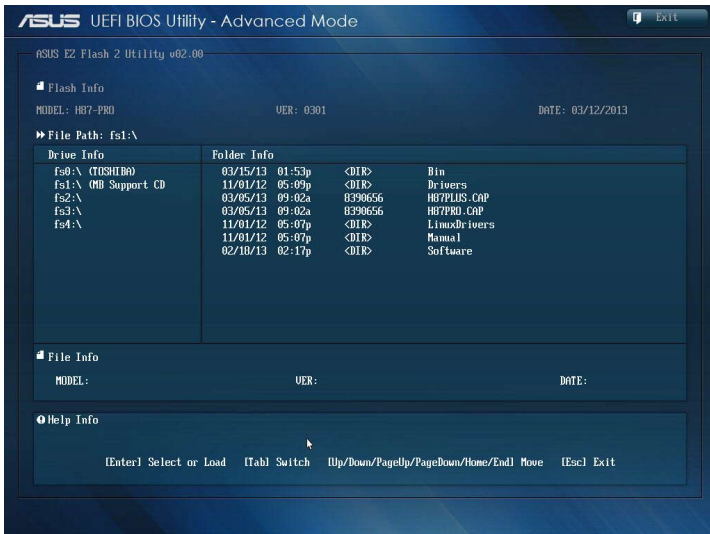 ASUS UEFI BIOS Utility - Advanced Mode
Exit
ASUS EZ Flash 2 Utility v02.00
Flash Info
MODEL: H87-PRO VER: 0301 DATE: 03/12/2013
File Path: fs1:\
Drive Info
fs0:\ (TOSHIBA)
fs1:\ (MB Support CD
fs2:\
fs3:\
fs4:\
Folder Info
03/15/13 01:53p <DIR> Bin
11/01/12 05:09p <DIR> Drivers
03/05/13 09:02a 8390656 H87PLUS.CAP
03/05/13 09:02a 8390656 H87PRO.CAP
11/01/12 05:07p <DIR> LinuxDrivers
11/01/12 05:07p <DIR> Manual
02/18/13 02:17p <DIR> Software
File Info
MODEL: VER: DATE:
Help Info
[Enter] Select or Load [Tab] Switch [Up/Down/PageUp/PageDown/Home/End] Move [Esc] Exit